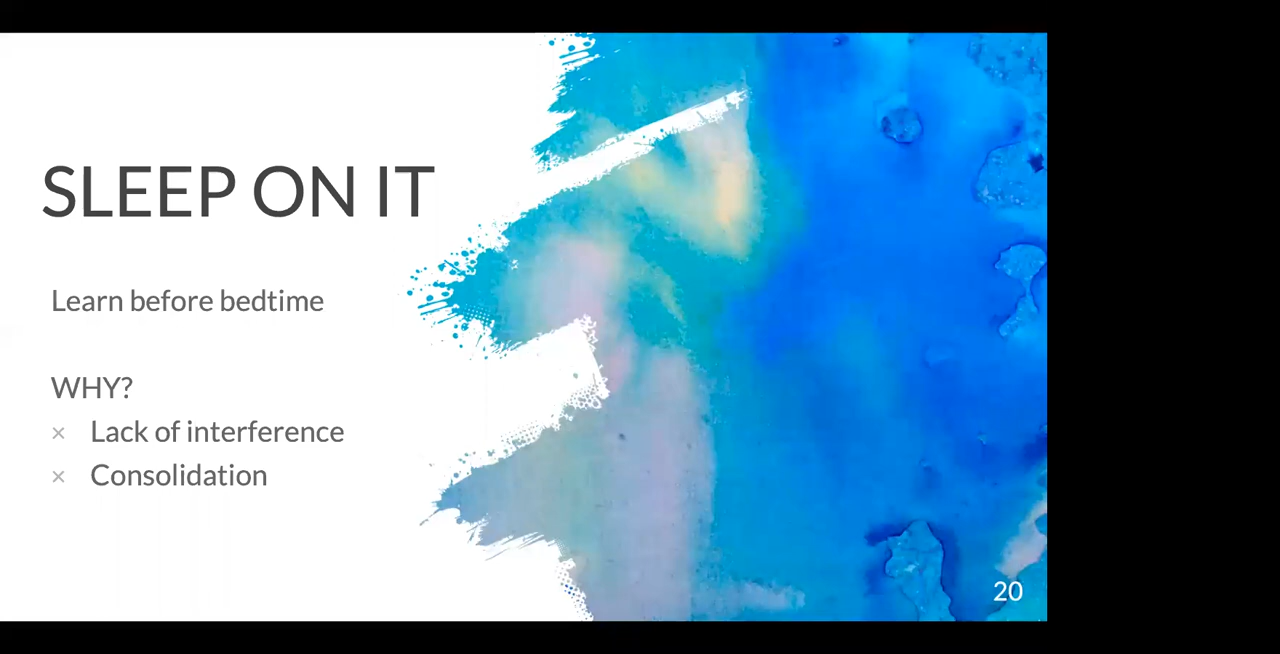 SLEEP ON IT
Learn before bedtime
WHY?
× Lack of interference
× Consolidation
20